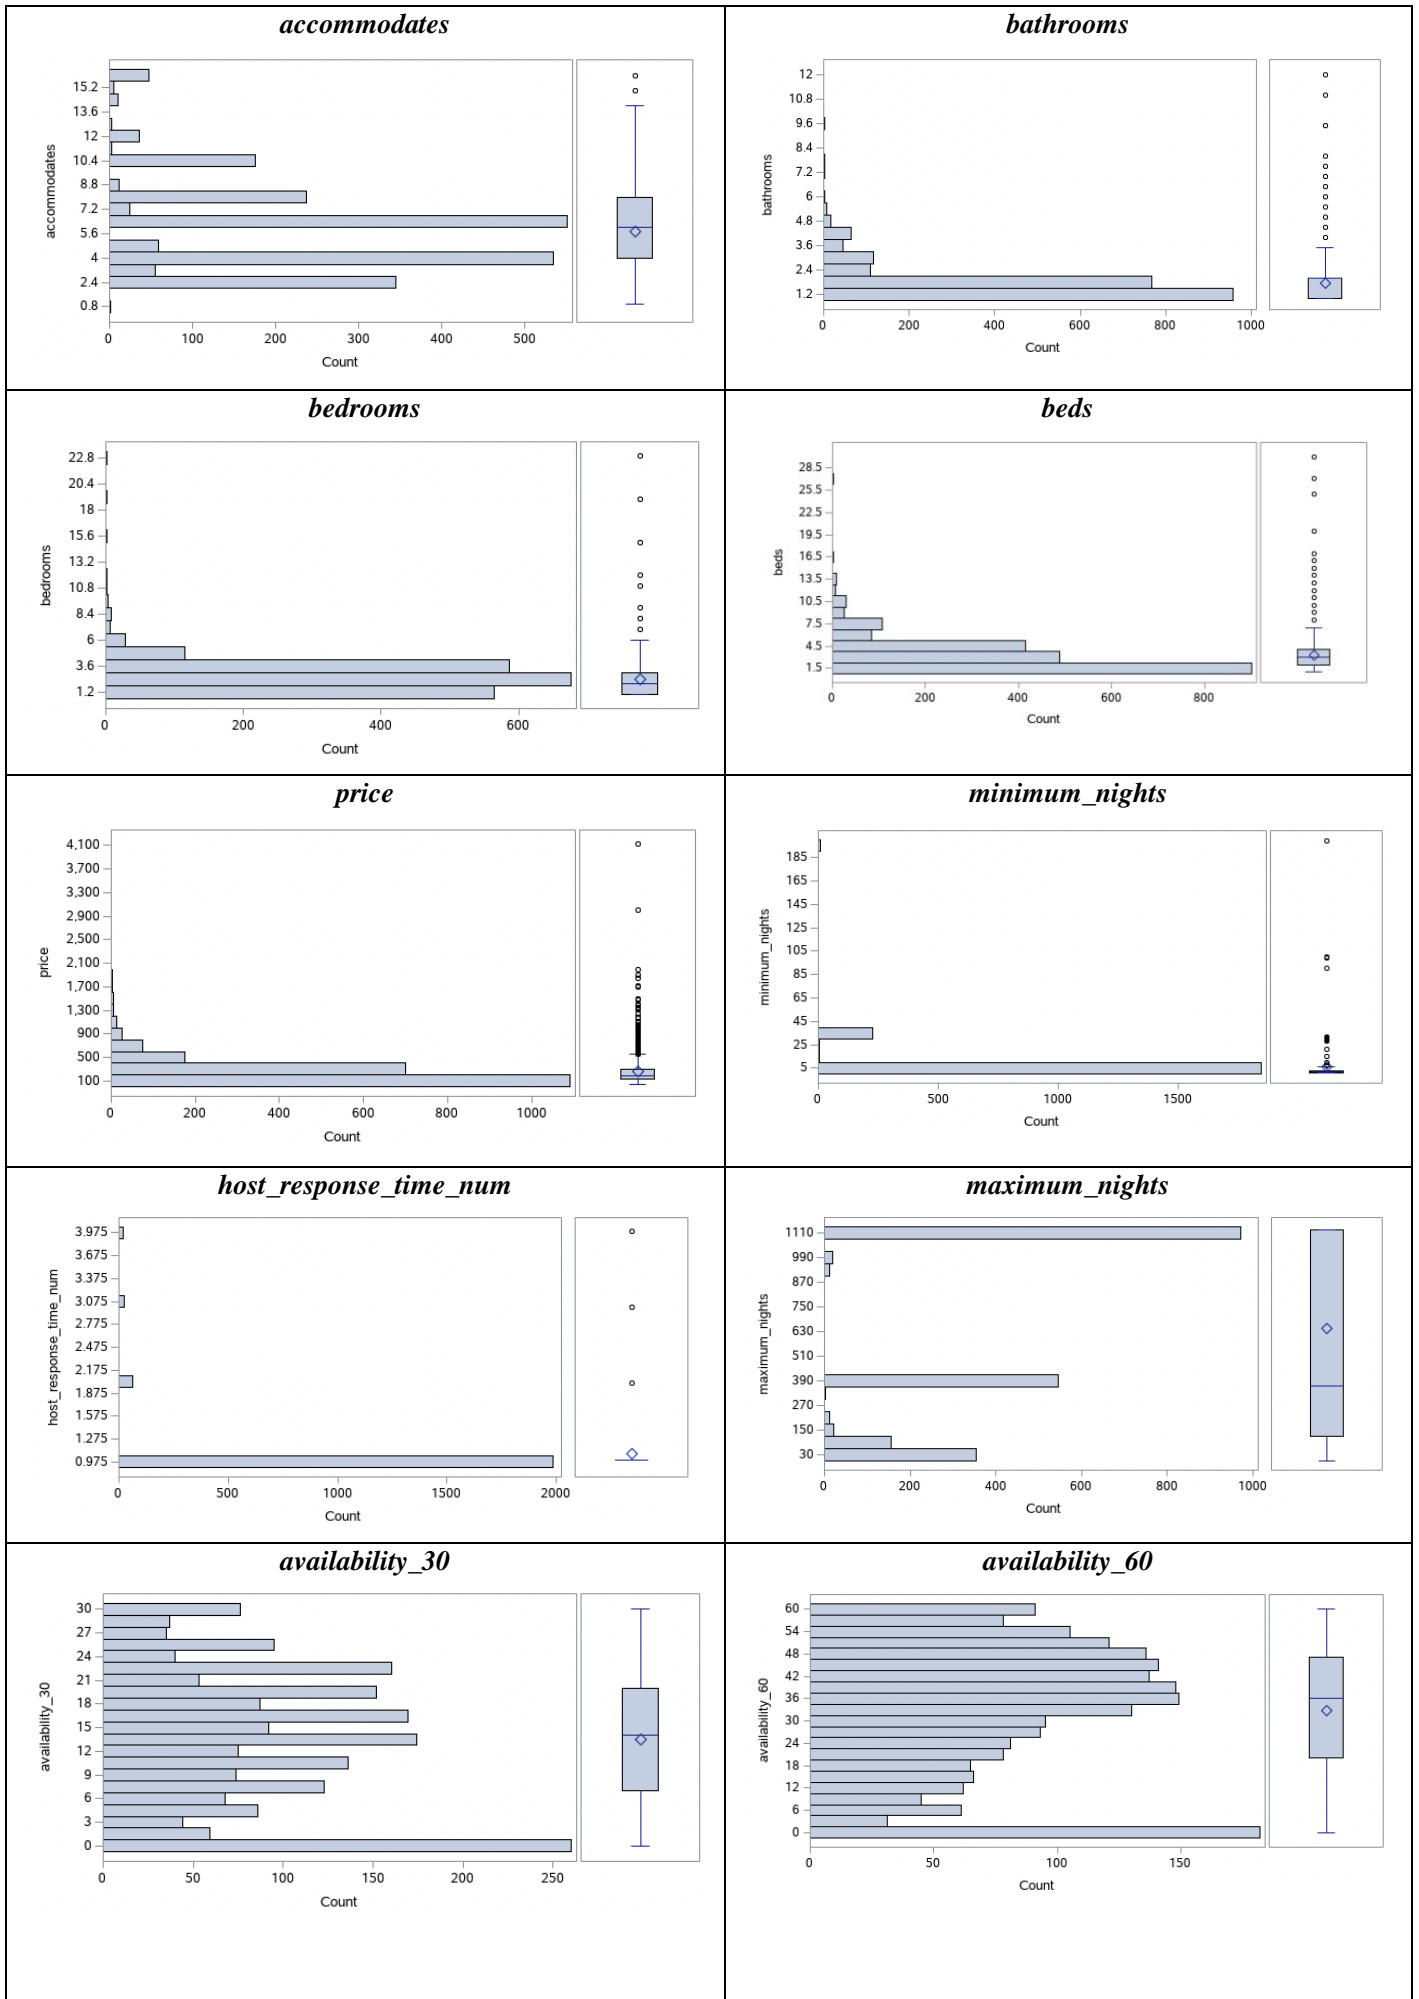 accommodates
15.2
13.6
12
10.4
8.8
7.2
5.6
4
2.4
0.8
accommodates
0 100 200 300 400 500
Count
bathrooms
12
10.8
9.6
8.4
7.2
6
4.8
3.6
2.4
1.2
bathrooms
0 200 400 600 800 1000
Count
bedrooms
22.8
20.4
18
15.6
13.2
10.8
8.4
6
3.6
1.2
bedrooms
0 200 400 600
Count
beds
28.5
25.5
22.5
19.5
16.5
13.5
10.5
7.5
4.5
1.5
beds
0 200 400 600 800
Count
price
4,100
3,700
3,300
2,900
2,500
2,100
1,700
1,300
900
500
100
price
0 200 400 600 800 1000
Count
minimum_nights
185
165
145
125
105
85
65
45
25
5
minimum_nights
0 500 1000 1500
Count
host_response_time_num
3.975
3.675
3.375
3.075
2.775
2.475
2.175
1.875
1.575
1.275
0.975
host_response_time_num
0 500 1000 1500 2000
Count
maximum_nights
1110
990
870
750
630
510
390
270
150
30
maximum_nights
0 200 400 600 800 1000
Count
availability_30
30
27
24
21
18
15
12
9
6
3
0
availability_30
0 50 100 150 200 250
Count
availability_60
60
54
48
42
36
30
24
18
12
6
0
availability_60
0 50 100 150
Count